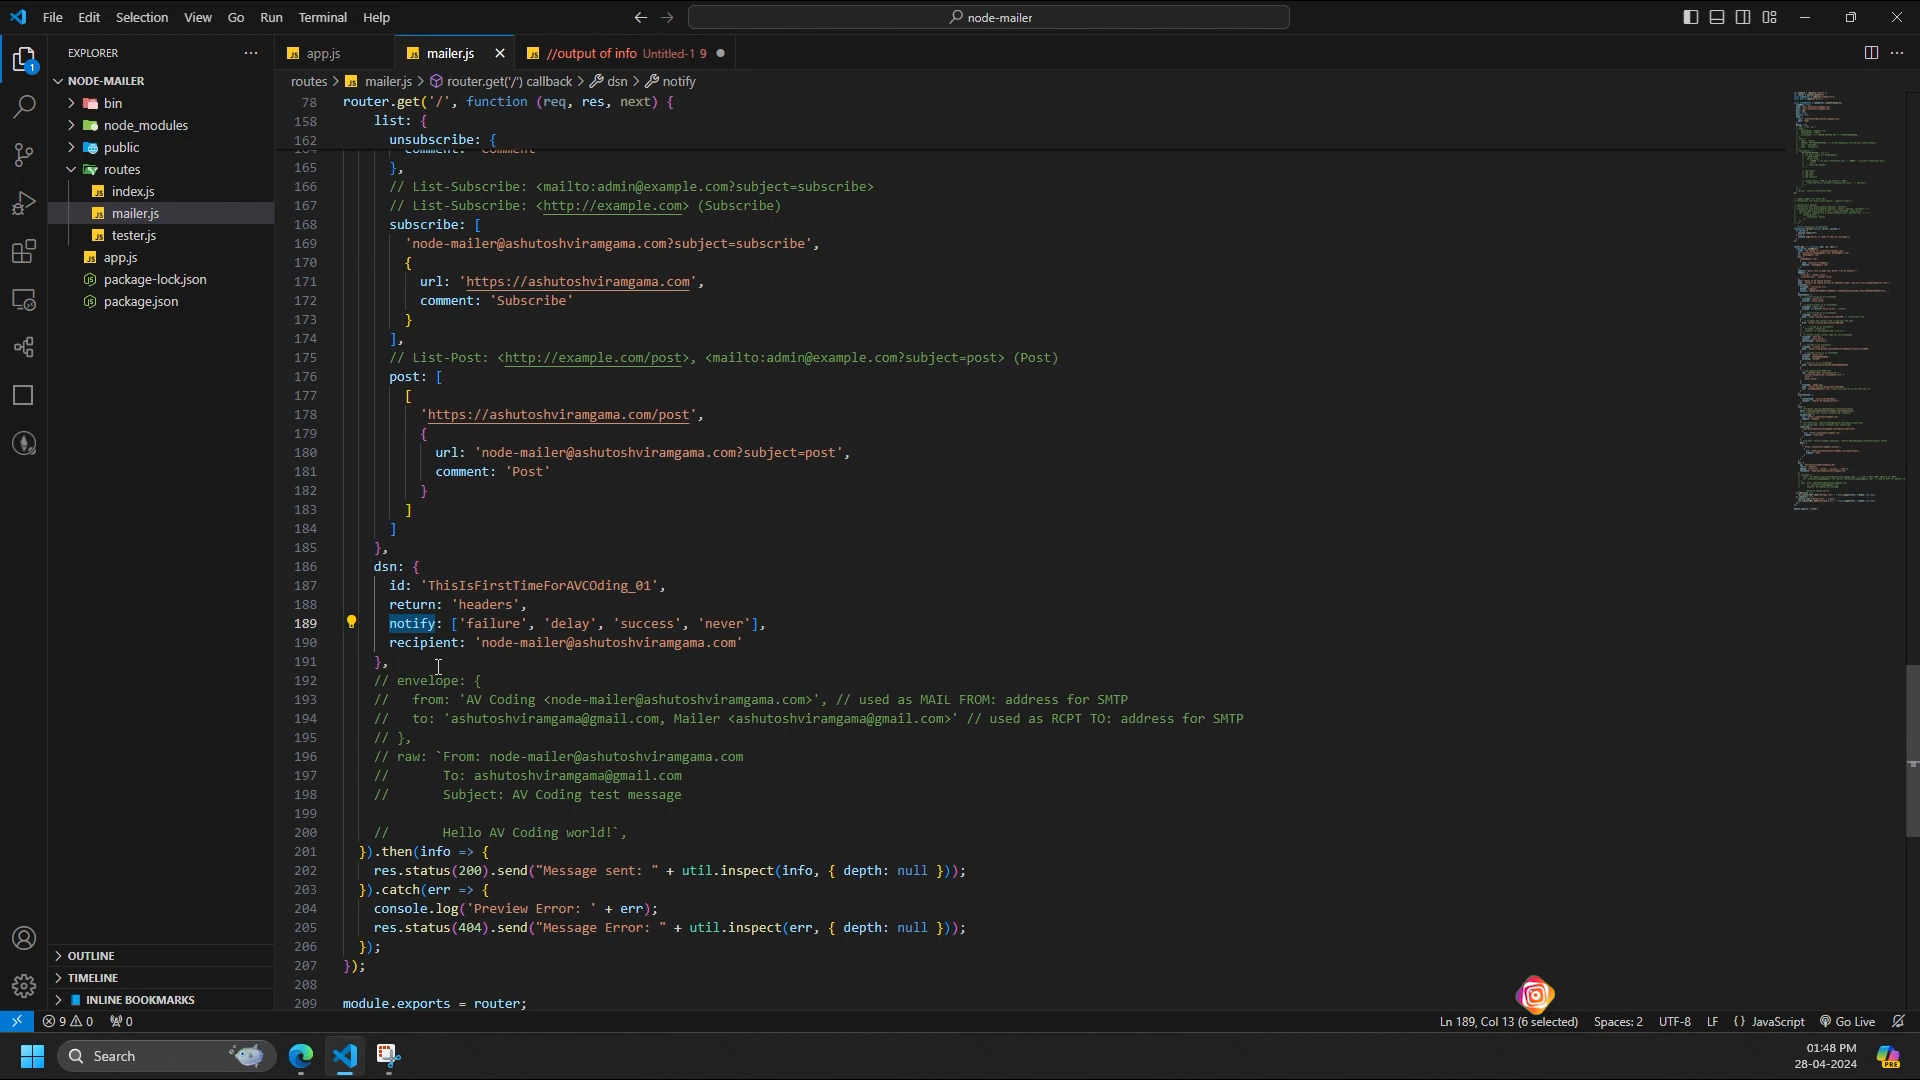 File Edit Selection View Go Run Terminal Help
node-mailer
EXPLORER
NODE-MAILER
bin
node_modules
public
routes
index.js
mailer.js
tester.js
app.js
package-lock.json
package.json
OUTLINE
TIMELINE
INLINE BOOKMARKS
app.js
mailer.js
//output of info Untitled-1 9
routes > mailer.js > router.get('/') callback > dsn > notify
78 router.get('/', function (req, res, next) {
158 list: {
162 unsubscribe: {
164 comment: 'Comment'
165 },
166 // List-Subscribe: <mailto:admin@example.com?subject=subscribe>
167 // List-Subscribe: <http://example.com> (Subscribe)
168 subscribe: [
169 'node-mailer@ashutoshviramgama.com?subject=subscribe',
170 {
171 url: 'https://ashutoshviramgama.com',
172 comment: 'Subscribe'
173 }
174 ],
175 // List-Post: <http://example.com/post>, <mailto:admin@example.com?subject=post> (Post)
176 post: [
177 [
178 'https://ashutoshviramgama.com/post',
179 {
180 url: 'node-mailer@ashutoshviramgama.com?subject=post',
181 comment: 'Post'
182 }
183 ]
184 ]
185 },
186 dsn: {
187 id: 'ThisIsFirstTimeForAVCOding_01',
188 return: 'headers',
189 notify: ['failure', 'delay', 'success', 'never'],
190 recipient: 'node-mailer@ashutoshviramgama.com'
191 },
192 // envelope: {
193 // from: 'AV Coding <node-mailer@ashutoshviramgama.com>', // used as MAIL FROM: address for SMTP
194 // to: 'ashutoshviramgama@gmail.com, Mailer <ashutoshviramgama@gmail.com>' // used as RCPT TO: address for SMTP
195 // },
196 // raw: `From: node-mailer@ashutoshviramgama.com
197 // To: ashutoshviramgama@gmail.com
198 // Subject: AV Coding test message
199
200 // Hello AV Coding world!`,
201 }).then(info => {
202 res.status(200).send("Message sent: " + util.inspect(info, { depth: null }));
203 }).catch(err => {
204 console.log('Preview Error: ' + err);
205 res.status(404).send("Message Error: " + util.inspect(err, { depth: null }));
206 });
207 });
208
209 module.exports = router;
9 0 0 Ln 189, Col 13 (6 selected) Spaces: 2 UTF-8 LF {} JavaScript Go Live
Search
01:48 PM
28-04-2024
PRE